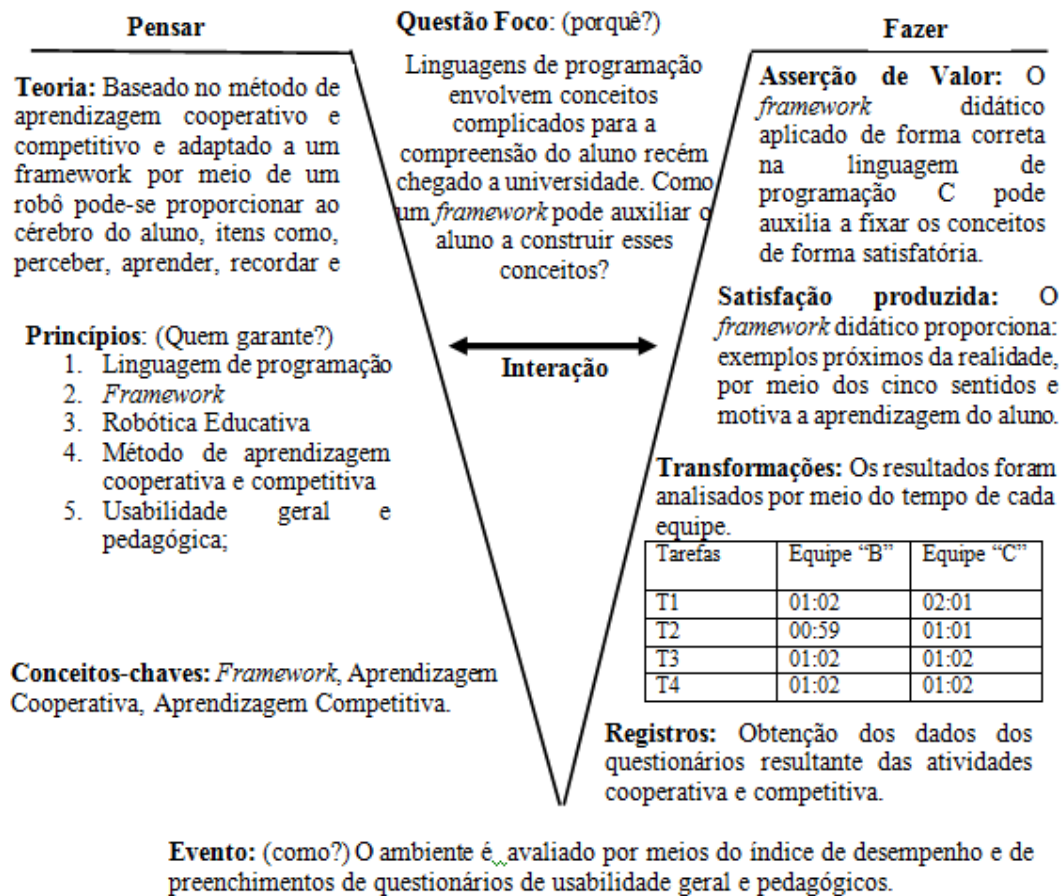 Pensar
Teoria: Baseado no método de
aprendizagem cooperativo e
competitivo e adaptado a um
framework por meio de um
robô pode-se proporcionar ao
cérebro do aluno, itens como,
perceber, aprender, recordar e
Princípios: (Quem garante?)
1. Linguagem de programação
2. Framework
3. Robótica Educativa
4. Método de aprendizagem
cooperativa e competitiva
5. Usabilidade geral e
pedagógica;
Conceitos-chaves: Framework, Aprendizagem
Cooperativa, Aprendizagem Competitiva.
Questão Foco: (porquê?)
Linguagens de programação
envolvem conceitos
complicados para a
compreensão do aluno recém
chegado a universidade. Como
um framework pode auxiliar o
aluno a construir esses
conceitos?
Interação
Fazer
Asserção de Valor: O
framework didático
aplicado de forma correta
na linguagem de
programação C pode
auxilia a fixar os conceitos
de forma satisfatória.
Satisfação produzida: O
framework didático proporciona:
exemplos próximos da realidade,
por meio dos cinco sentidos e
motiva a aprendizagem do aluno.
Transformações: Os resultados foram
analisados por meio do tempo de cada
equipe.
Tarefas Equipe “B” Equipe “C”
T1 01:02 02:01
T2 00:59 01:01
T3 01:02 01:02
T4 01:02 01:02
Registros: Obtenção dos dados dos
questionários resultante das atividades
cooperativa e competitiva.
Evento: (como?) O ambiente é avaliado por meios do índice de desempenho e de
preenchimentos de questionários de usabilidade geral e pedagógicos.